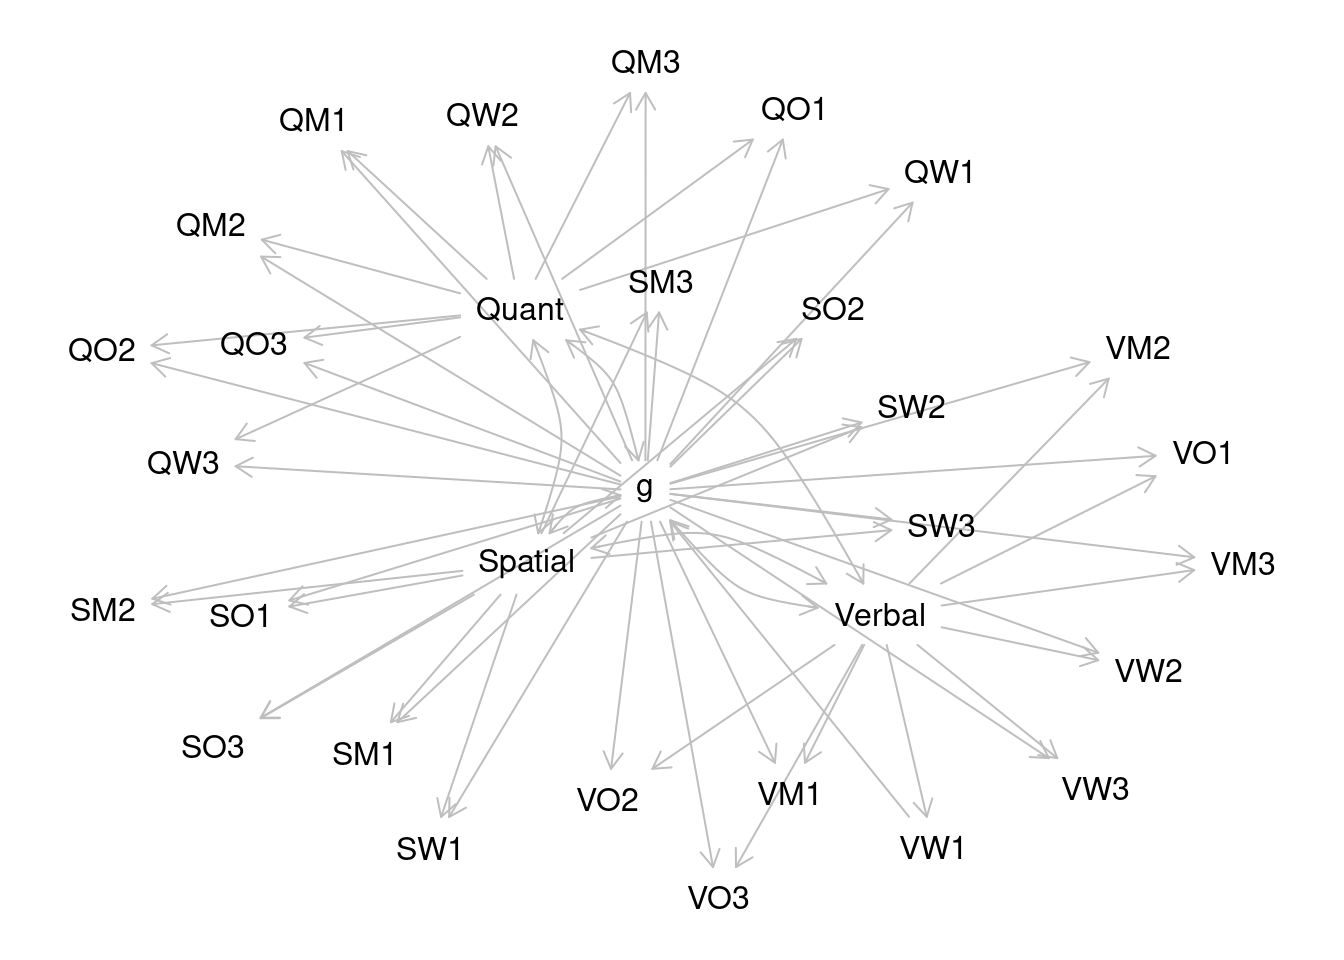 QM3
QO1
QW2
QM1
QW1
QM2
SM3
Quant
SO2
QO3
QO2
VM2
SW2
VO1
QW3
g
SW3
Spatial
VM3
SM2
SO1
Verbal
VW2
SO3
SM1
VW3
VM1
VO2
VW1
SW1
VO3